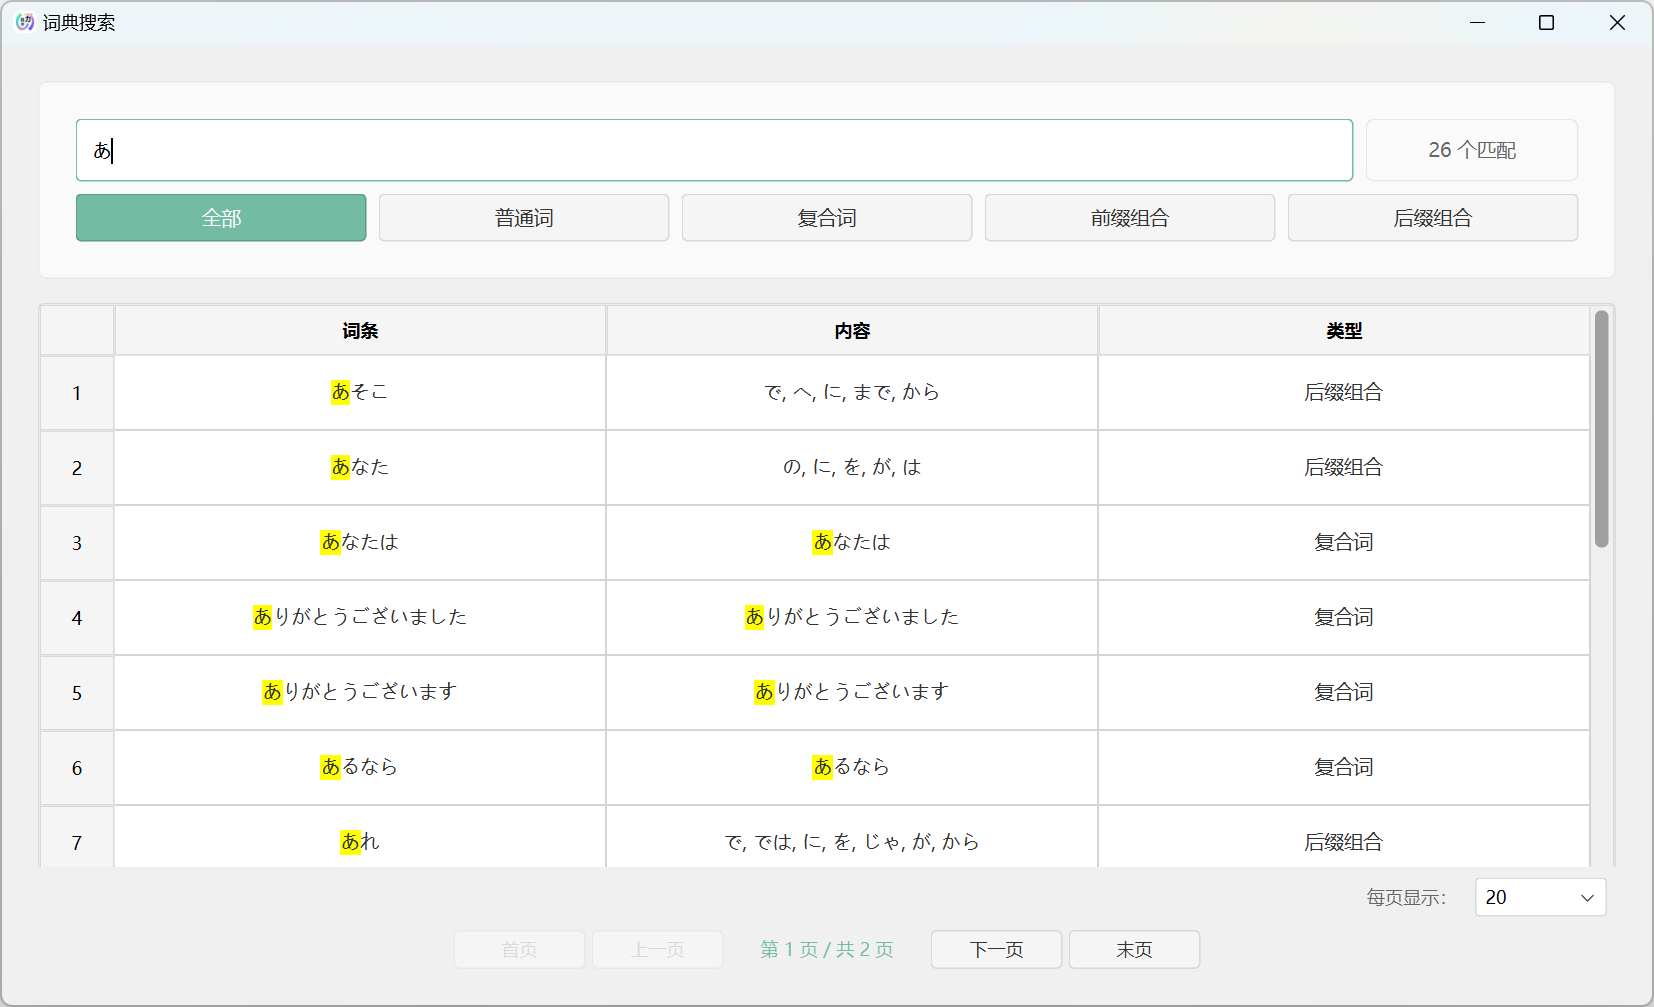 词典搜索
あ
26 个匹配
全部 普通词 复合词 前缀组合 后缀组合
词条 内容 类型
1 あそこ で, へ, に, まで, から 后缀组合
2 あなた の, に, を, が, は 后缀组合
3 あなたは あなたは 复合词
4 ありがとうございました ありがとうございました 复合词
5 ありがとうございます ありがとうございます 复合词
6 あるなら あるなら 复合词
7 あれ で, では, に, を, じゃ, が, から 后缀组合
每页显示: 20
首页 上一页 第 1 页 / 共 2 页 下一页 末页